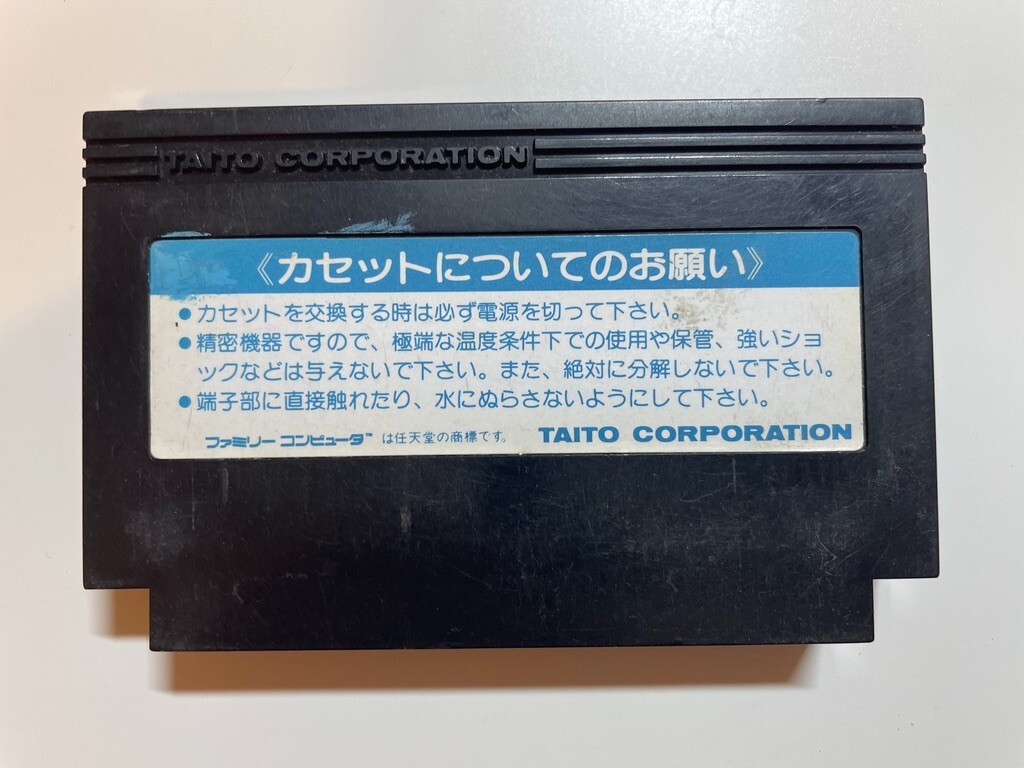 TAITO CORPORATION
《カセットについてのお願い》
●カセットを交換する時は必ず電源を切って下さい。
●精密機器ですので、極端な温度条件下での使用や保管、強いショ
ックなどは与えないで下さい。また、絶対に分解しないで下さい。
●端子部に直接触れたり、水にぬらさないようにして下さい。
ファミリーコンピュータ™ は任天堂の商標です。 TAITO CORPORATION